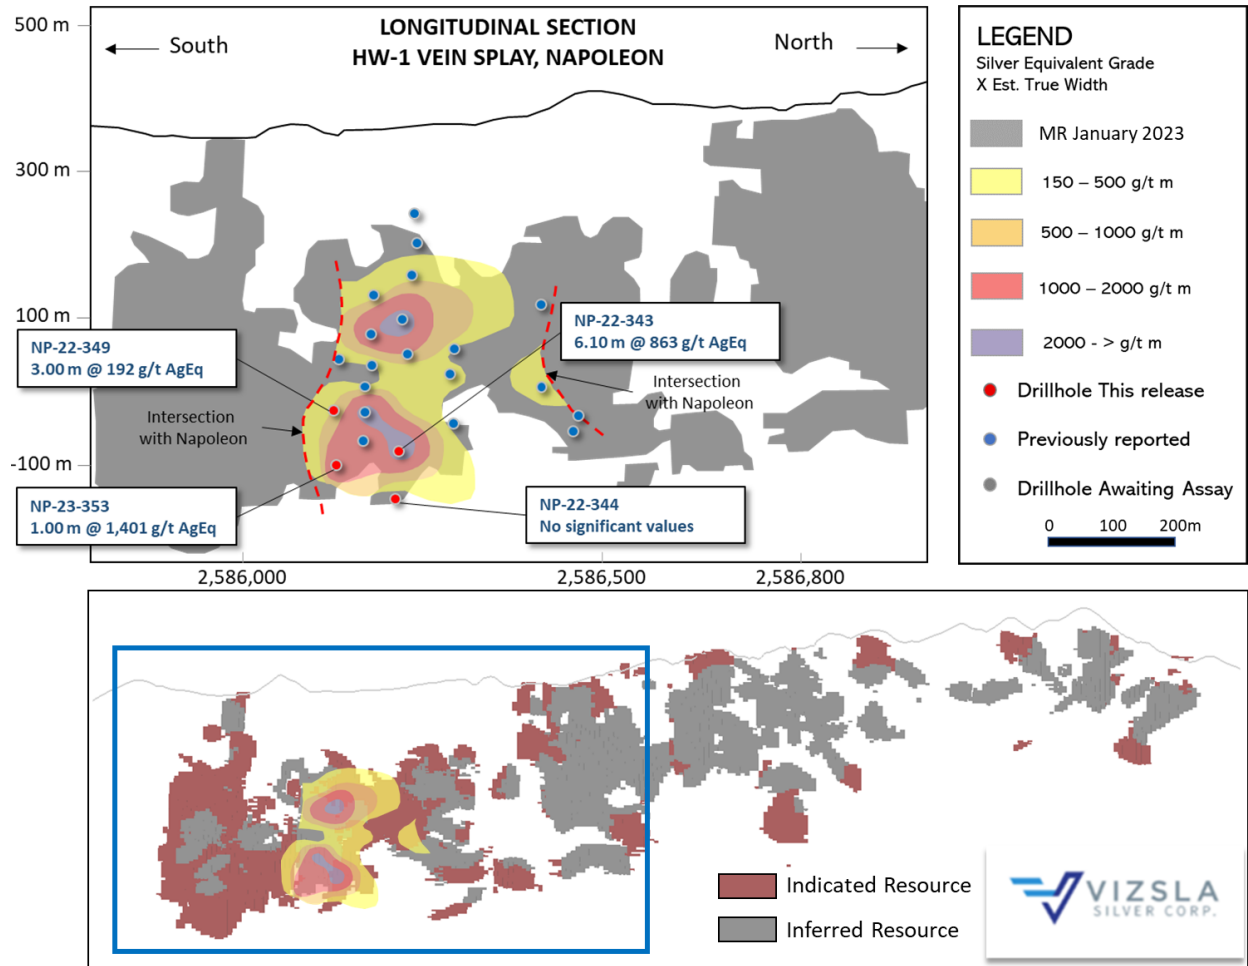 500 m
South
LONGITUDINAL SECTION
HW-1 VEIN SPLAY, NAPOLEON
North
300 m
100 m
-100 m
NP-22-349
3.00 m @ 192 g/t AgEq
NP-22-343
6.10 m @ 863 g/t AgEq
Intersection
with Napoleon
Intersection
with Napoleon
NP-23-353
1.00 m @ 1,401 g/t AgEq
NP-22-344
No significant values
2,586,000
2,586,500
2,586,800
LEGEND
Silver Equivalent Grade
X Est. True Width
MR January 2023
150 – 500 g/t m
500 – 1000 g/t m
1000 – 2000 g/t m
2000 - > g/t m
Drillhole This release
Previously reported
Drillhole Awaiting Assay
0 100 200m
Indicated Resource
Inferred Resource
VIZSLA
SILVER CORP.